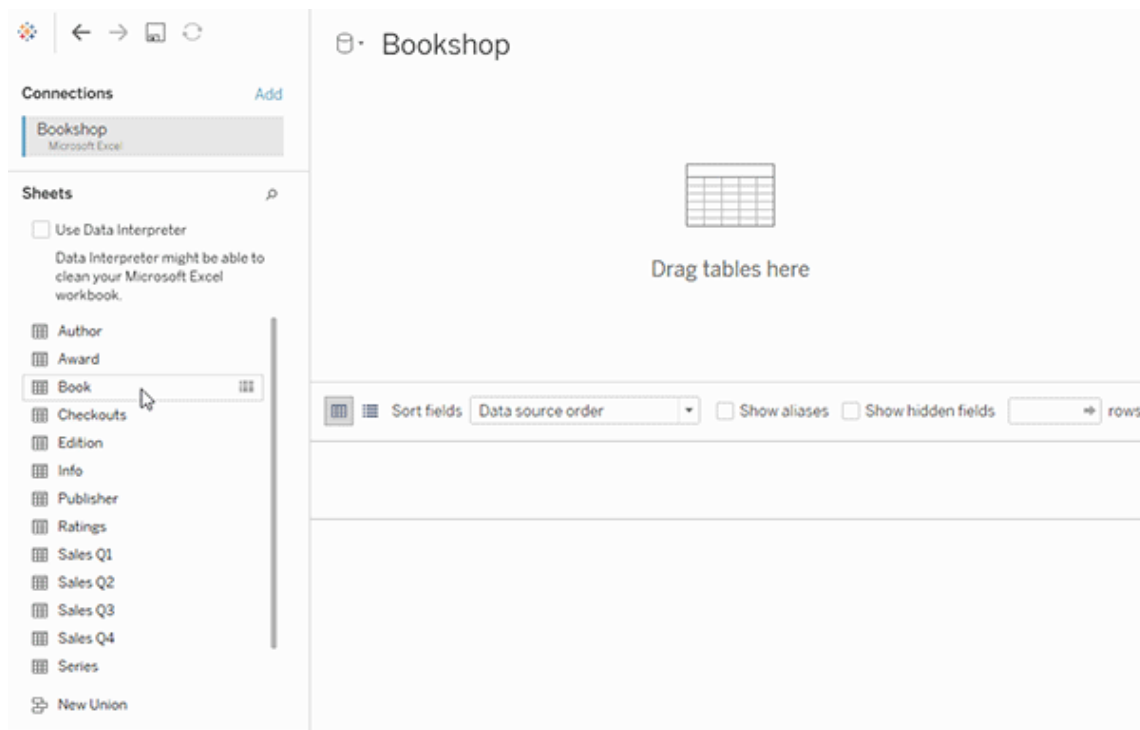 Bookshop
Connections
Add
Bookshop
Microsoft Excel
Sheets
Use Data Interpreter
Data Interpreter might be able to
clean your Microsoft Excel
workbook.
Author
Award
Book
Checkouts
Edition
Info
Publisher
Ratings
Sales Q1
Sales Q2
Sales Q3
Sales Q4
Series
New Union
Drag tables here
Sort fields Data source order Show aliases Show hidden fields rows